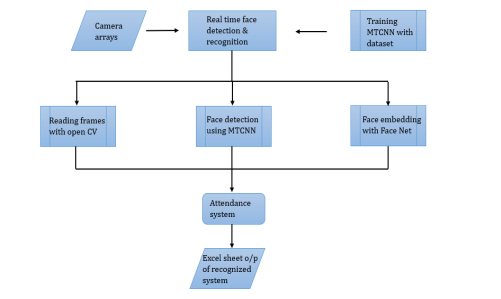 Camera
arrays
Real time face
detection &
recognition
Training
MTCNN with
dataset
Reading frames
with open CV
Face detection
using MTCNN
Face embedding
with Face Net
Attendance
system
Excel sheet o/p
of recognized
system